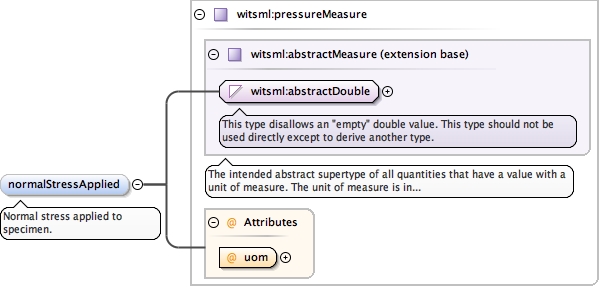 witsml:pressureMeasure
witsml:abstractMeasure (extension base)
witsml:abstractDouble
This type disallows an "empty" double value. This type should not be
used directly except to derive another type.
normalStressApplied
The intended abstract supertype of all quantities that have a value with a
unit of measure. The unit of measure is in...
Normal stress applied to
specimen.
@ Attributes
@ uom